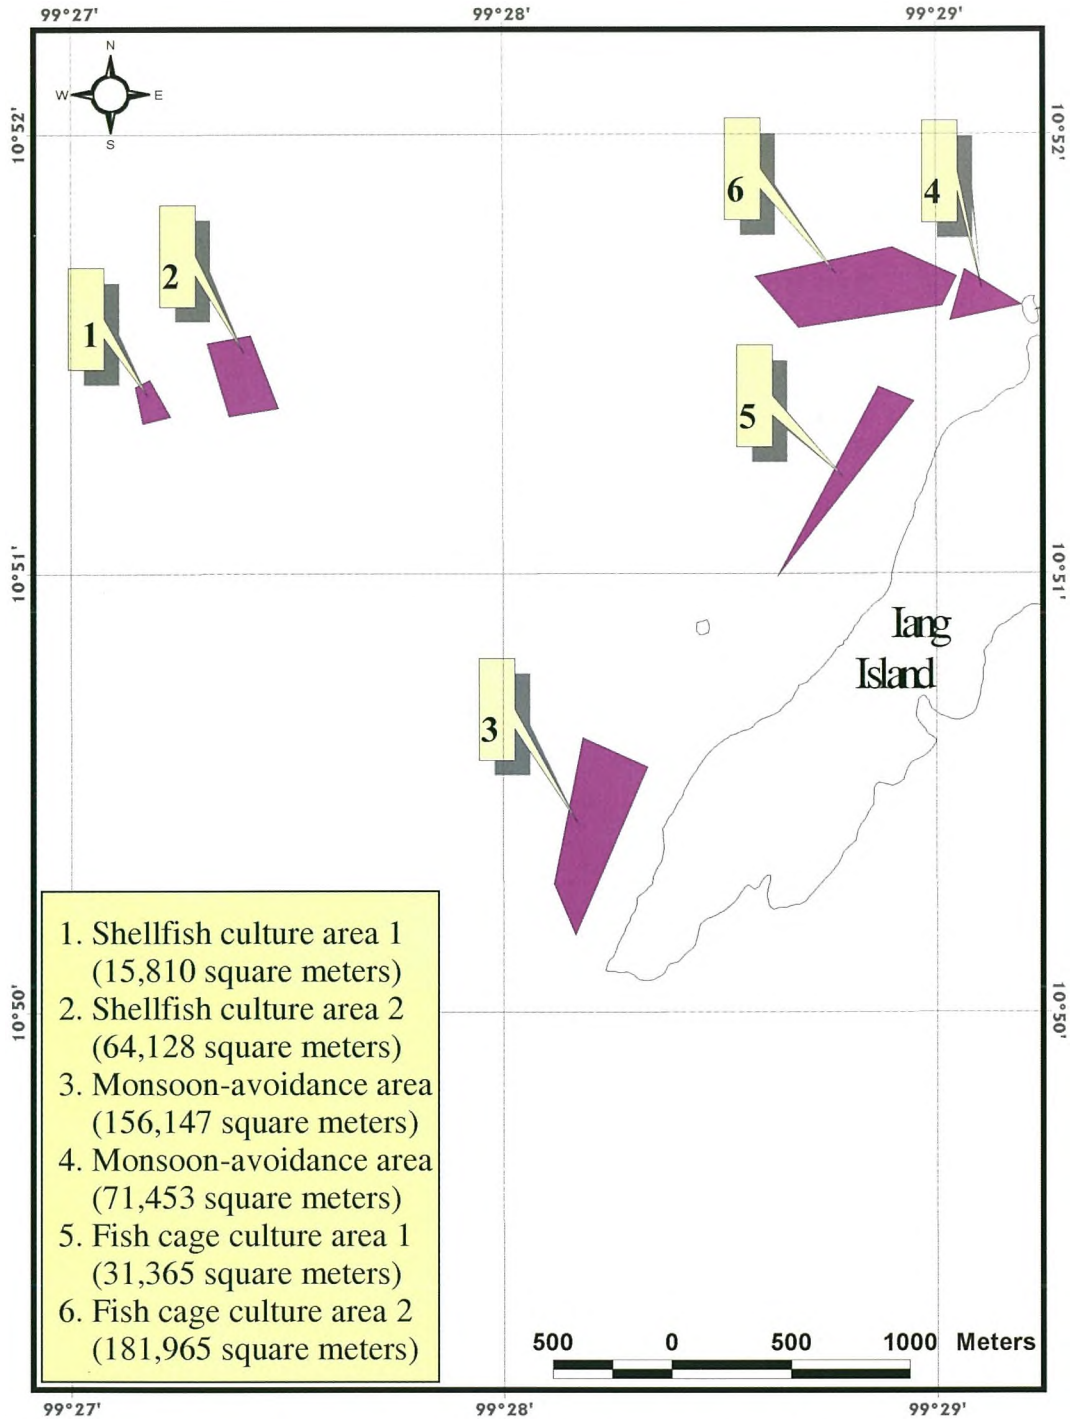 99°27'
99°28'
99°29'
N
W E
S
10°52'
10°52'
6
4
2
1
5
10°51'
10°51'
Iang
Island
3
1. Shellfish culture area 1
(15,810 square meters)
2. Shellfish culture area 2
(64,128 square meters)
3. Monsoon-avoidance area
(156,147 square meters)
4. Monsoon-avoidance area
(71,453 square meters)
5. Fish cage culture area 1
(31,365 square meters)
6. Fish cage culture area 2
(181,965 square meters)
10°50'
10°50'
500 0 500 1000 Meters
99°27'
99°28'
99°29'